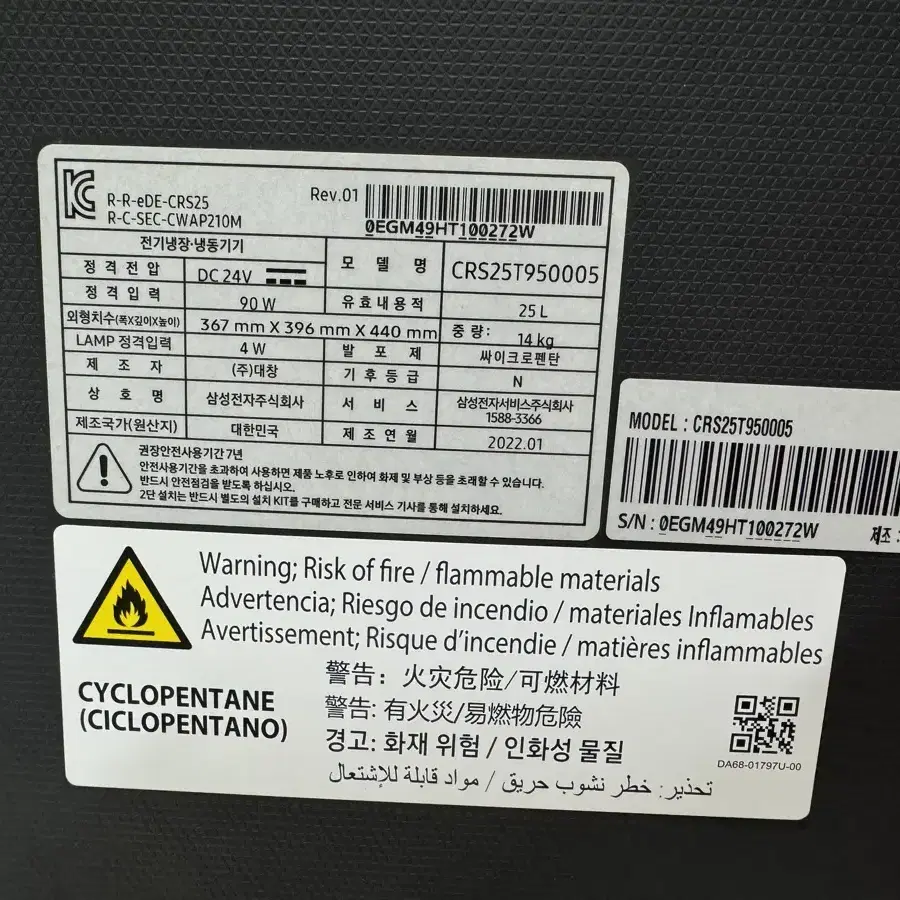 R-R-eDE-CRS25
R-C-SEC-CWAP210M
Rev.01
0EGM49HT100272W
전기냉장·냉동기기
정격전압 DC 24V 모델명 CRS25T950005
정격입력 90 W 유효내용적 25 L
외형치수(폭X깊이X높이) 367 mm X 396 mm X 440 mm 중량: 14 kg
LAMP 정격입력 4 W 발포제 싸이크로펜탄
제조자 (주)대창 기후등급 N
상호명 삼성전자주식회사 서비스 삼성전자서비스주식회사 1588-3366
제조국가(원산지) 대한민국 제조연월 2022.01
권장안전사용기간 7년
안전사용기간을 초과하여 사용하면 제품 노후로 인하여 화재 및 부상 등을 초래할 수 있습니다.
반드시 안전점검을 받도록 하십시오.
2단 설치는 반드시 별도의 설치 KIT를 구매하고 전문 서비스 기사를 통해 설치하세요.
MODEL : CRS25T950005
S/N : 0EGM49HT100272W
제조 :
Warning; Risk of fire / flammable materials
Advertencia; Riesgo de incendio / materiales Inflamables
Avertissement; Risque d'incendie / matières inflammables
警告：火灾危险/可燃材料
警告: 有火災/易燃物危險
경고: 화재 위험 / 인화성 물질
تحذير: خطر نشوب حريق / مواد قابلة للإشتعال
CYCLOPENTANE
(CICLOPENTANO)
DA68-01797U-00